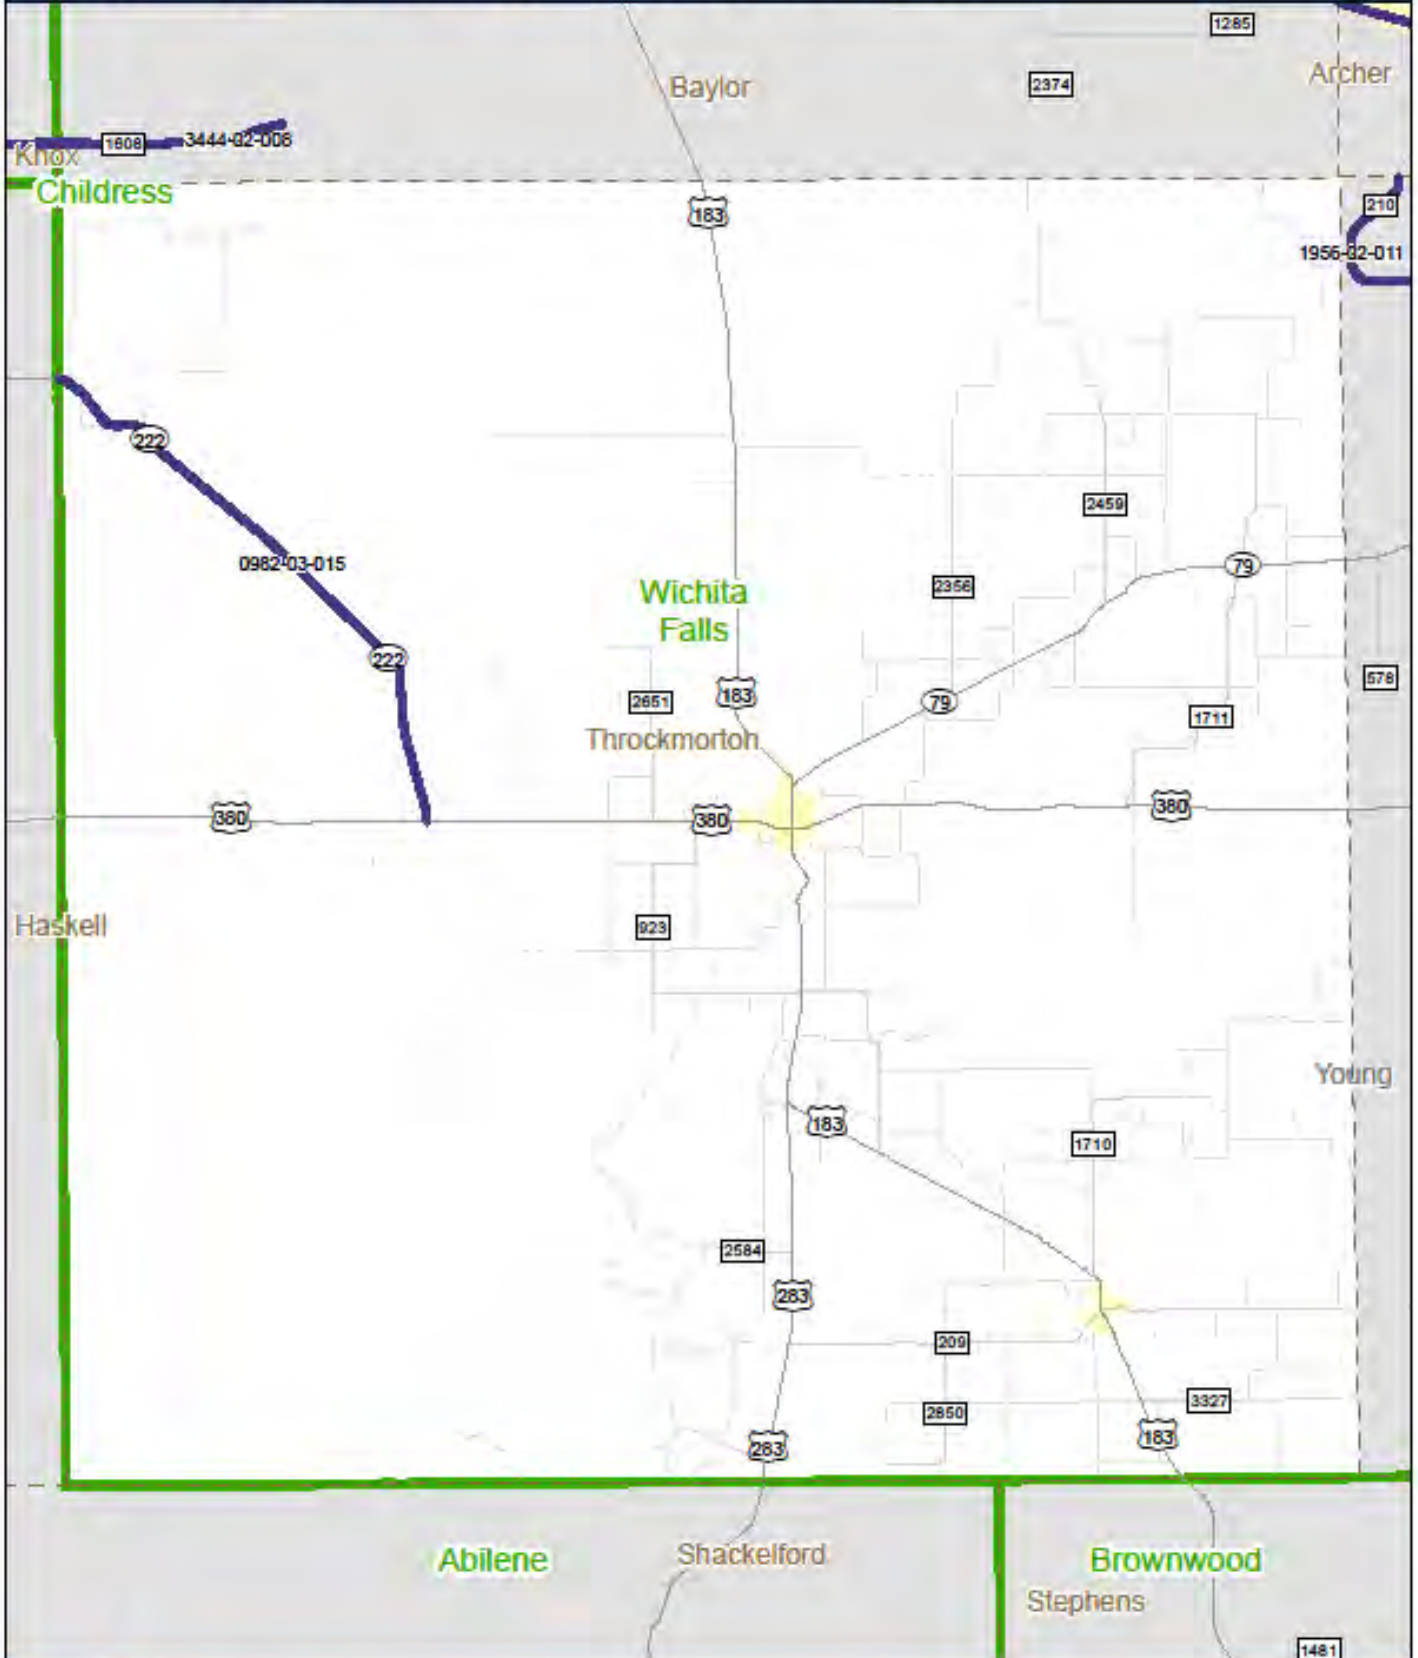 1285
Baylor
Archer
2374
1608
3444-02-008
Knox
Childress
183
210
1956-02-011
222
2459
0982-03-015
79
2356
Wichita
Falls
222
578
183
2651
79
1711
Throckmorton
380
380
380
Haskell
923
Young
183
1710
2584
283
209
3327
2850
183
283
Abilene
Shackelford
Brownwood
Stephens
1481